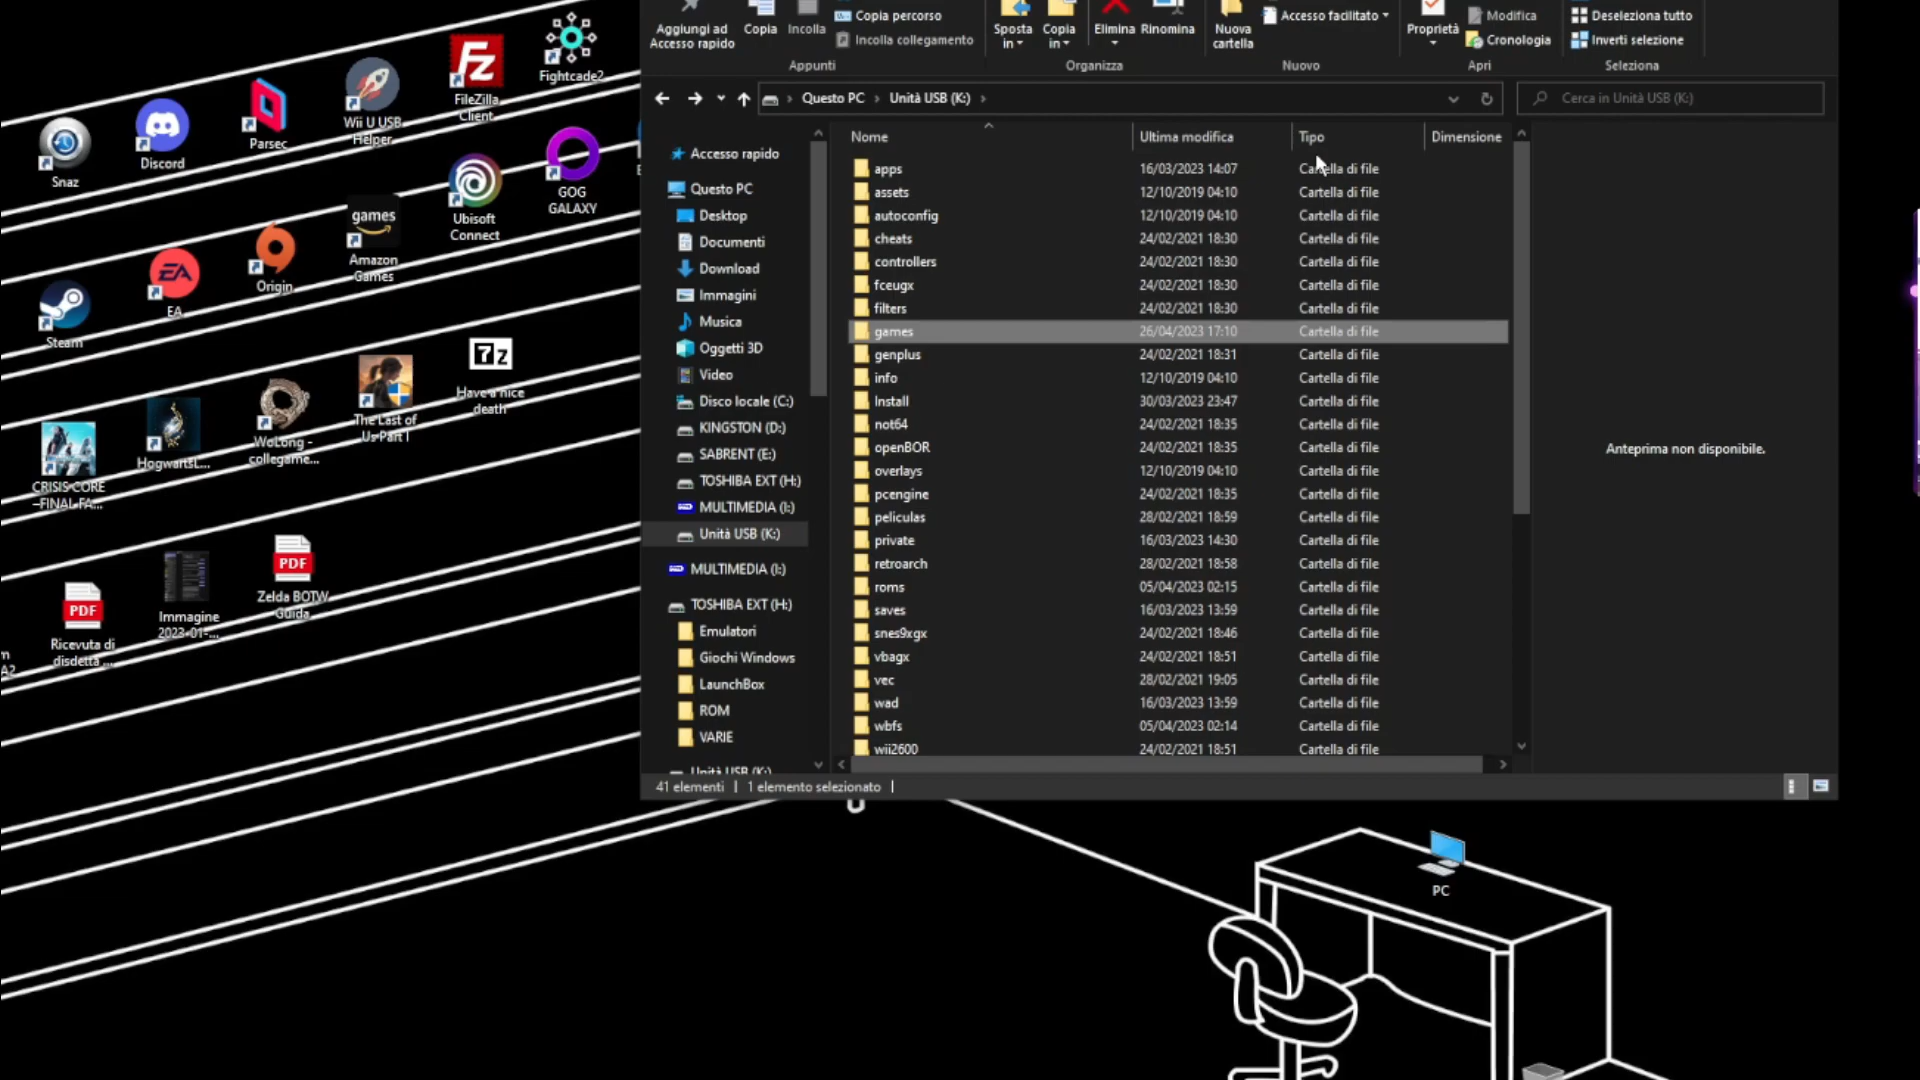 Aggiungi ad
Accesso rapido
Copia
Incolla
Copia percorso
Incolla collegamento
Appunti
Sposta
in
Copia
in
Elimina
Rinomina
Organizza
Nuova
cartella
Accesso facilitato
Nuovo
Proprietà
Modifica
Cronologia
Apri
Deseleziona tutto
Inverti selezione
Seleziona
Questo PC
Unità USB (K:)
Cerca in Unità USB (K:)
Accesso rapido
Questo PC
Desktop
Documenti
Download
Immagini
Musica
Oggetti 3D
Video
Disco locale (C:)
KINGSTON (D:)
SABRENT (E:)
TOSHIBA EXT (H:)
MULTIMEDIA (I:)
Unità USB (K:)
MULTIMEDIA (I:)
TOSHIBA EXT (H:)
Emulatori
Giochi Windows
LaunchBox
ROM
VARIE
Unità USB (K:)
Nome Ultima modifica Tipo Dimensione
apps 16/03/2023 14:07 Cartella di file
assets 12/10/2019 04:10 Cartella di file
autoconfig 12/10/2019 04:10 Cartella di file
cheats 24/02/2021 18:30 Cartella di file
controllers 24/02/2021 18:30 Cartella di file
fceugx 24/02/2021 18:30 Cartella di file
filters 24/02/2021 18:30 Cartella di file
games 26/04/2023 17:10 Cartella di file
genplus 24/02/2021 18:31 Cartella di file
info 12/10/2019 04:10 Cartella di file
Install 30/03/2023 23:47 Cartella di file
not64 24/02/2021 18:35 Cartella di file
openBOR 24/02/2021 18:35 Cartella di file
overlays 12/10/2019 04:10 Cartella di file
pcengine 24/02/2021 18:35 Cartella di file
peliculas 28/02/2021 18:59 Cartella di file
private 16/03/2023 14:30 Cartella di file
retroarch 28/02/2021 18:58 Cartella di file
roms 05/04/2023 02:15 Cartella di file
saves 16/03/2023 13:59 Cartella di file
snes9xgx 24/02/2021 18:46 Cartella di file
vbagx 24/02/2021 18:51 Cartella di file
vec 28/02/2021 19:05 Cartella di file
wad 16/03/2023 13:59 Cartella di file
wbfs 05/04/2023 02:14 Cartella di file
wii2600 24/02/2021 18:51 Cartella di file
Anteprima non disponibile.
41 elementi
1 elemento selezionato
Snaz
Discord
Parsec
Wii U USB
Helper
FileZilla
Client
Fightcade2
Steam
EA
EA
Origin
games
Amazon
Games
Ubisoft
Connect
GOG
GALAXY
CRISIS CORE
–FINAL FA...
HogwartsL...
WoLong -
collegame...
The Last of
Us Part I
7z
Have a nice
death
PDF
Ricevuta di
disdetta ...
Immagine
2023-01-...
PDF
Zelda BOTW
Guida
PC